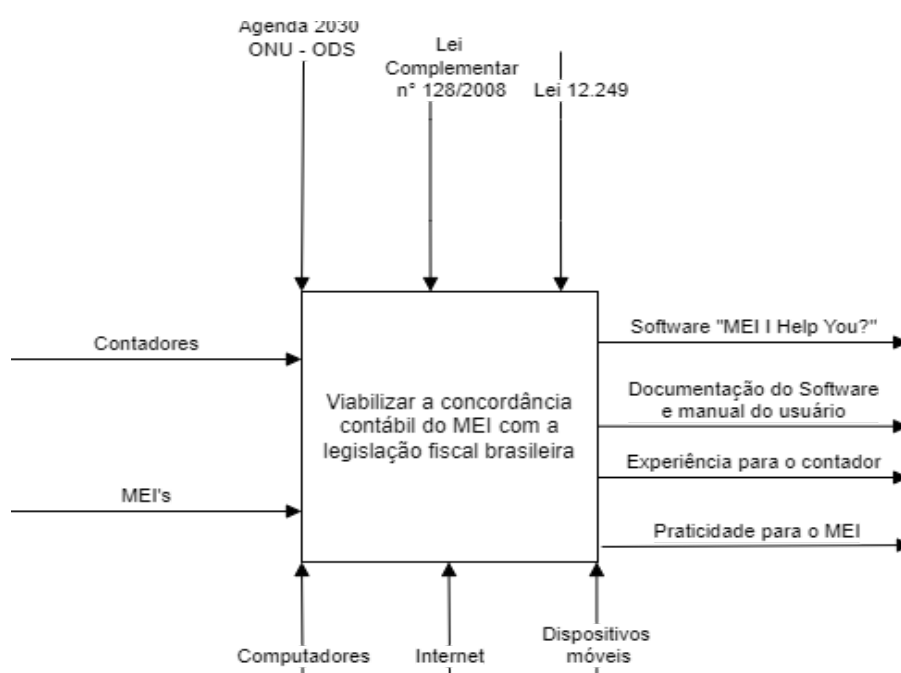 Agenda 2030
ONU - ODS
Lei
Complementar
n° 128/2008
Lei 12.249
Contadores
MEI's
Viabilizar a concordância
contábil do MEI com a
legislação fiscal brasileira
Software "MEI I Help You?"
Documentação do Software
e manual do usuário
Experiência para o contador
Praticidade para o MEI
Computadores
Internet
Dispositivos
móveis